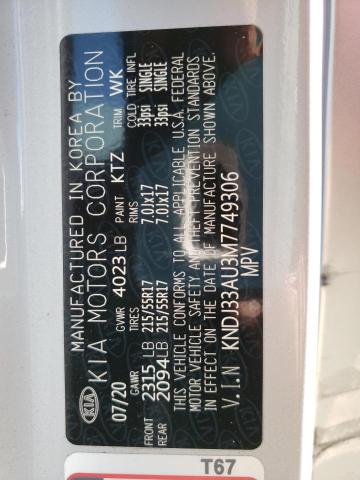 KIA
MANUFACTURED IN KOREA BY
KIA MOTORS CORPORATION
07/20 GVWR 4023 LB PAINT KTZ TRIM WK
TIRES RIMS COLD TIRE INFL
FRONT 2315 LB 215/55R17 7.0Jx17 33psi SINGLE
REAR 2094LB 215/55R17 7.0Jx17 33psi SINGLE
THIS VEHICLE CONFORMS TO ALL APPLICABLE U.S.A. FEDERAL
MOTOR VEHICLE SAFETY AND THEFT PREVENTION STANDARDS
IN EFFECT ON THE DATE OF MANUFACTURE SHOWN ABOVE.
V.I.N KNDJ33AU3M7749306
MPV
T67